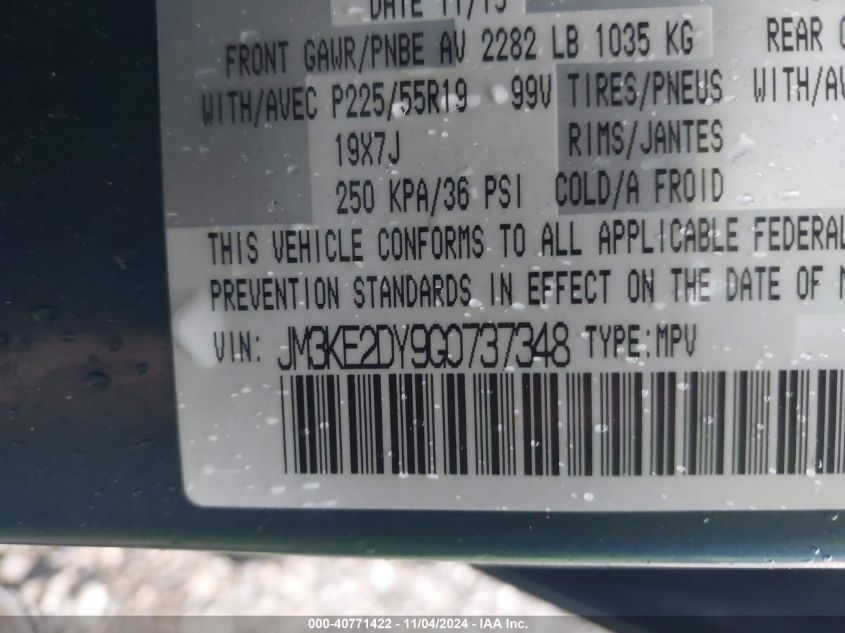 DATE 11/15
FRONT GAWR/PNBE AV 2282 LB 1035 KG REAR
WITH/AVEC P225/55R19 99V TIRES/PNEUS WITH/AV
19X7J RIMS/JANTES
250 KPA/36 PSI COLD/A FROID
THIS VEHICLE CONFORMS TO ALL APPLICABLE FEDERAL
PREVENTION STANDARDS IN EFFECT ON THE DATE OF
VIN: JM3KE2DY9G0737348 TYPE:MPV
000-40771422 - 11/04/2024 - IAA Inc.